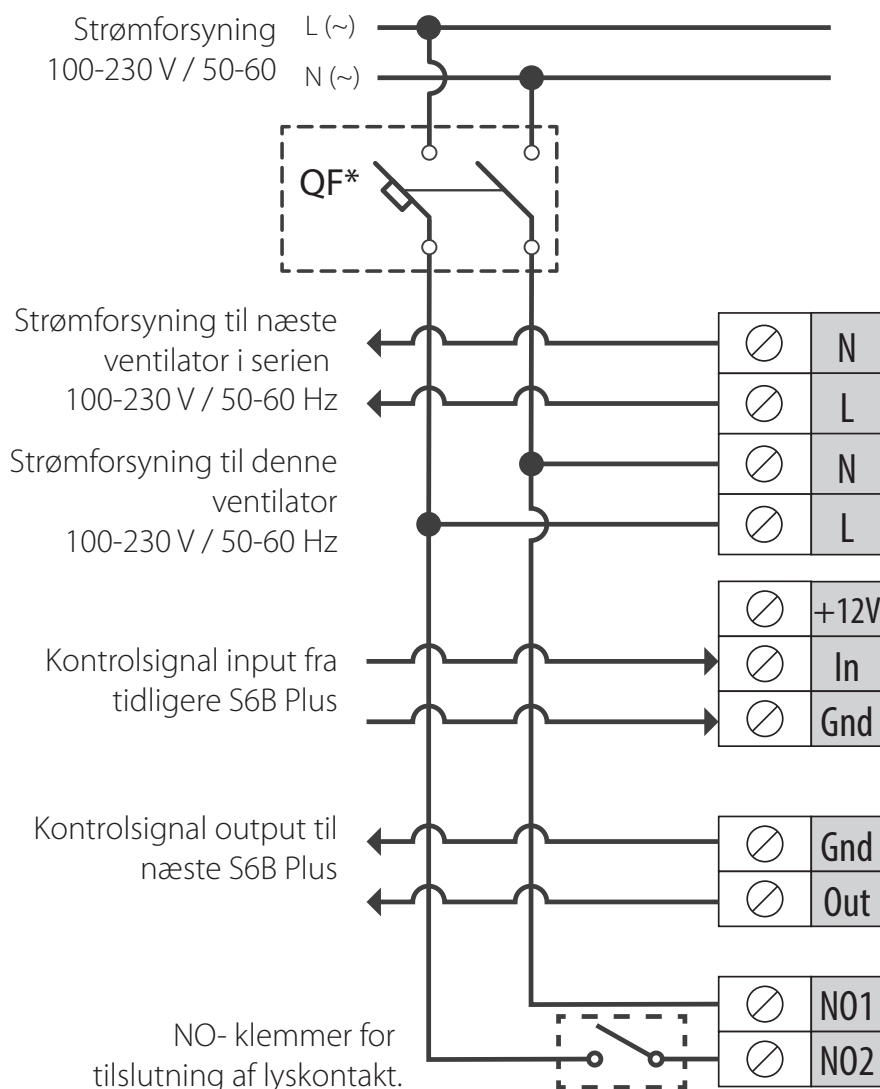 Strømforsyning
100-230 V / 50-60
L (~)
N (~)
QF*
Strømforsyning til næste
ventilator i serien
100-230 V / 50-60 Hz
N
L
Strømforsyning til denne
ventilator
100-230 V / 50-60 Hz
N
L
+12V
Kontrolsignal input fra
tidligere S6B Plus
In
Gnd
Kontrolsignal output til
næste S6B Plus
Gnd
Out
NO- klemmer for
tilslutning af lyskontakt.
NO1
NO2